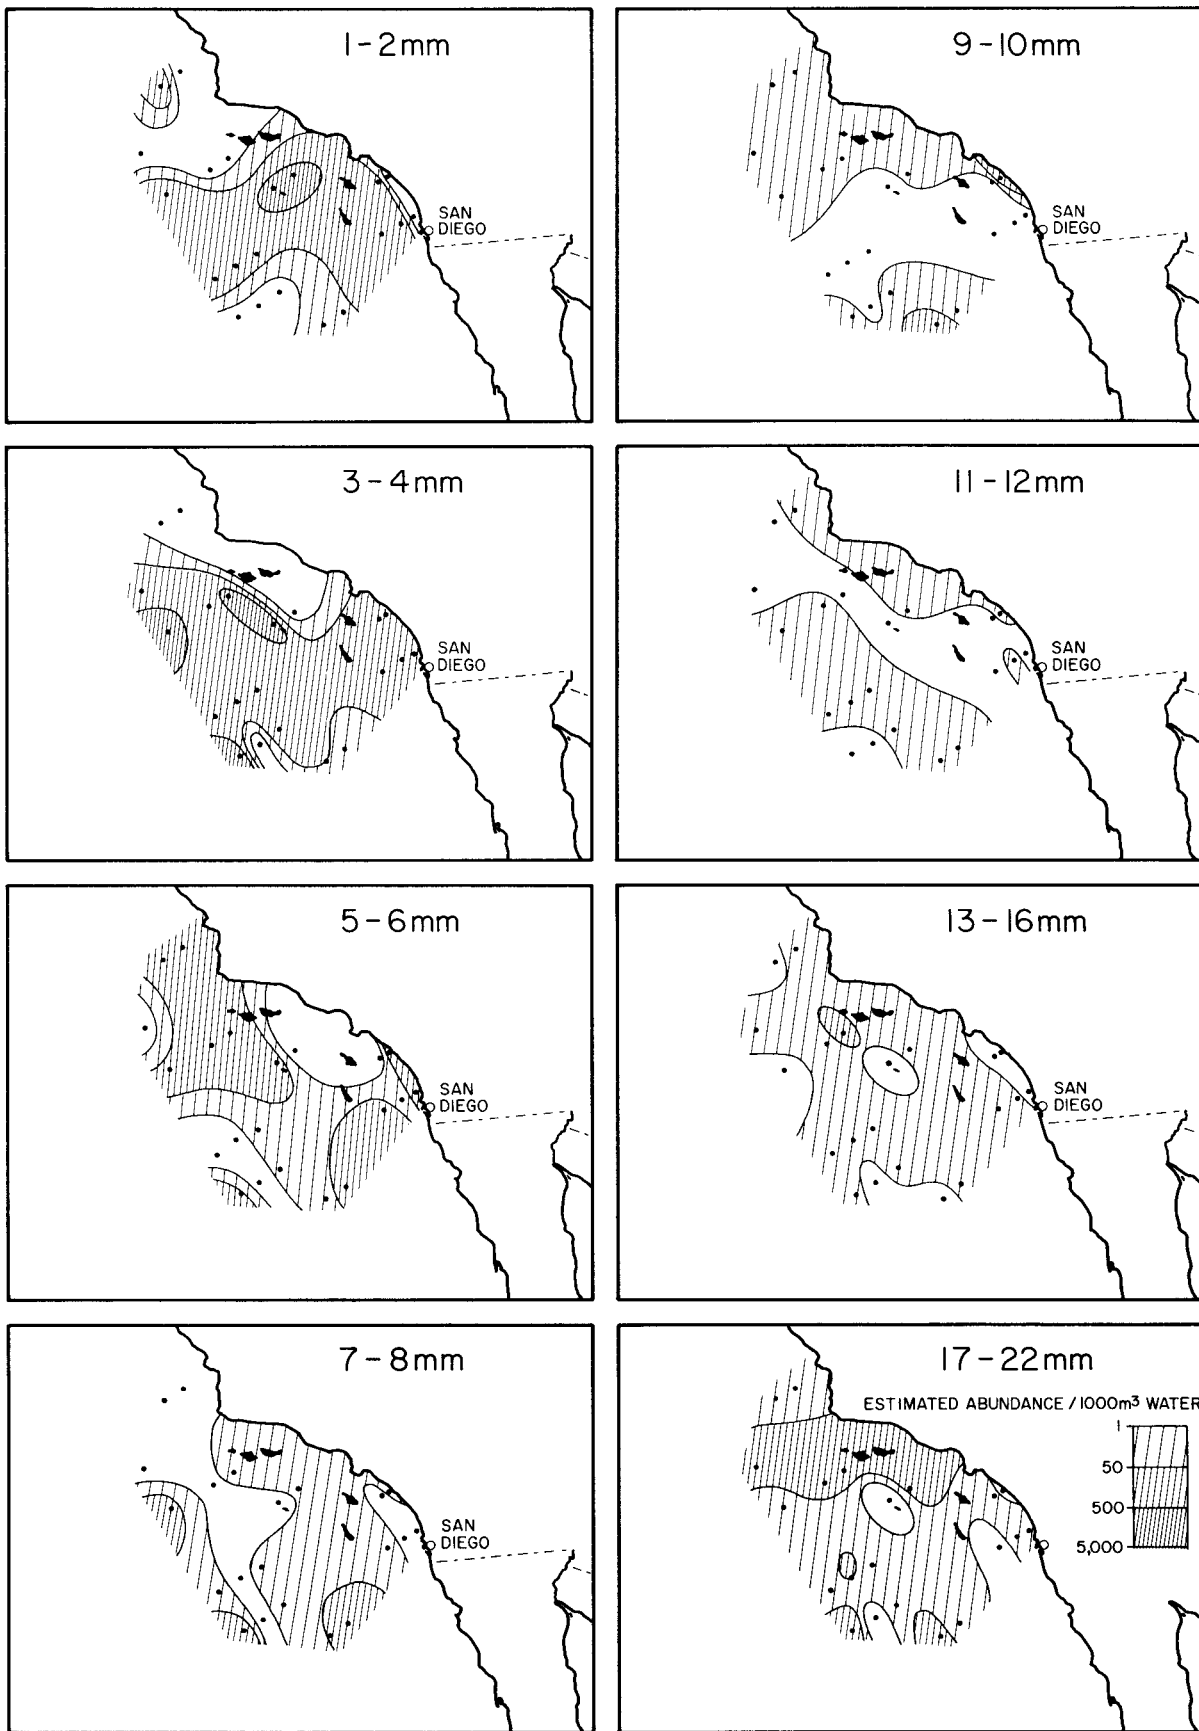 1-2mm
SAN
DIEGO
9-10mm
SAN
DIEGO
3-4mm
SAN
DIEGO
11-12mm
SAN
DIEGO
5-6mm
SAN
DIEGO
13-16mm
SAN
DIEGO
7-8mm
SAN
DIEGO
17-22mm
ESTIMATED ABUNDANCE / 1000m³ WATER
1
50
500
5,000